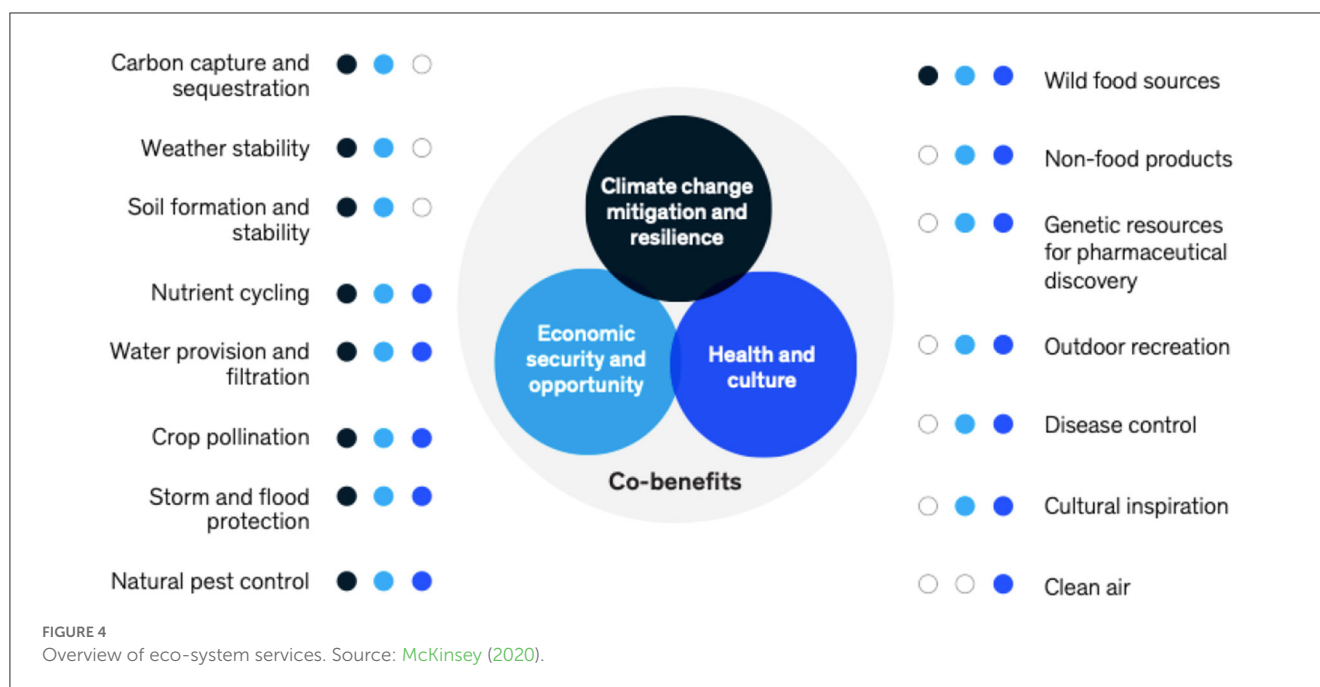 Carbon capture and
sequestration
Weather stability
Soil formation and
stability
Nutrient cycling
Water provision and
filtration
Crop pollination
Storm and flood
protection
Natural pest control
Climate change
mitigation and
resilience
Economic
security and
opportunity
Health and
culture
Co-benefits
Wild food sources
Non-food products
Genetic resources
for pharmaceutical
discovery
Outdoor recreation
Disease control
Cultural inspiration
Clean air
FIGURE 4
Overview of eco-system services. Source: McKinsey (2020).